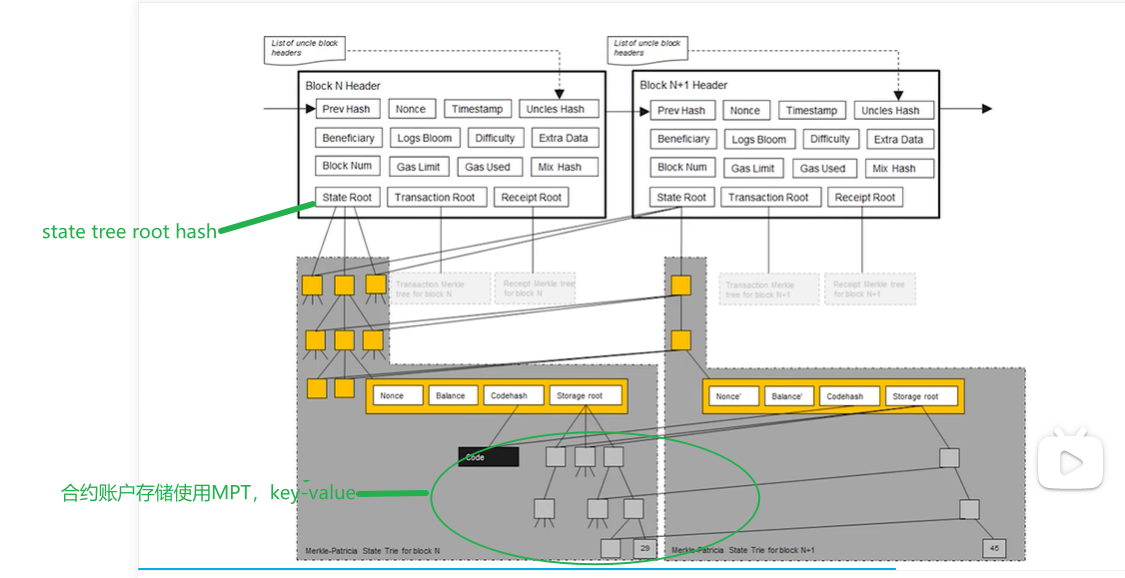 List of uncle block
headers
List of uncle block
headers
Block N Header
Prev Hash
Nonce
Timestamp
Uncles Hash
Beneficiary
Logs Bloom
Difficulty
Extra Data
Block Num
Gas Limit
Gas Used
Mix Hash
State Root
Transaction Root
Receipt Root
Block N+1 Header
Prev Hash
Nonce
Timestamp
Uncles Hash
Beneficiary
Logs Bloom
Difficulty
Extra Data
Block Num
Gas Limit
Gas Used
Mix Hash
State Root
Transaction Root
Receipt Root
state tree root hash
Transaction Merkle
tree for block N
Receipt Merkle tree
for block N
Transaction Merkle
tree for block N+1
Receipt Merkle tree
for block N+1
Nonce
Balance
Codehash
Storage root
Nonce'
Balance'
Codehash
Storage root
Code
合约账户存储使用MPT，key-value
29
45
Merkle-Patricia State Trie for block N
Merkle-Patricia State Trie for block N+1